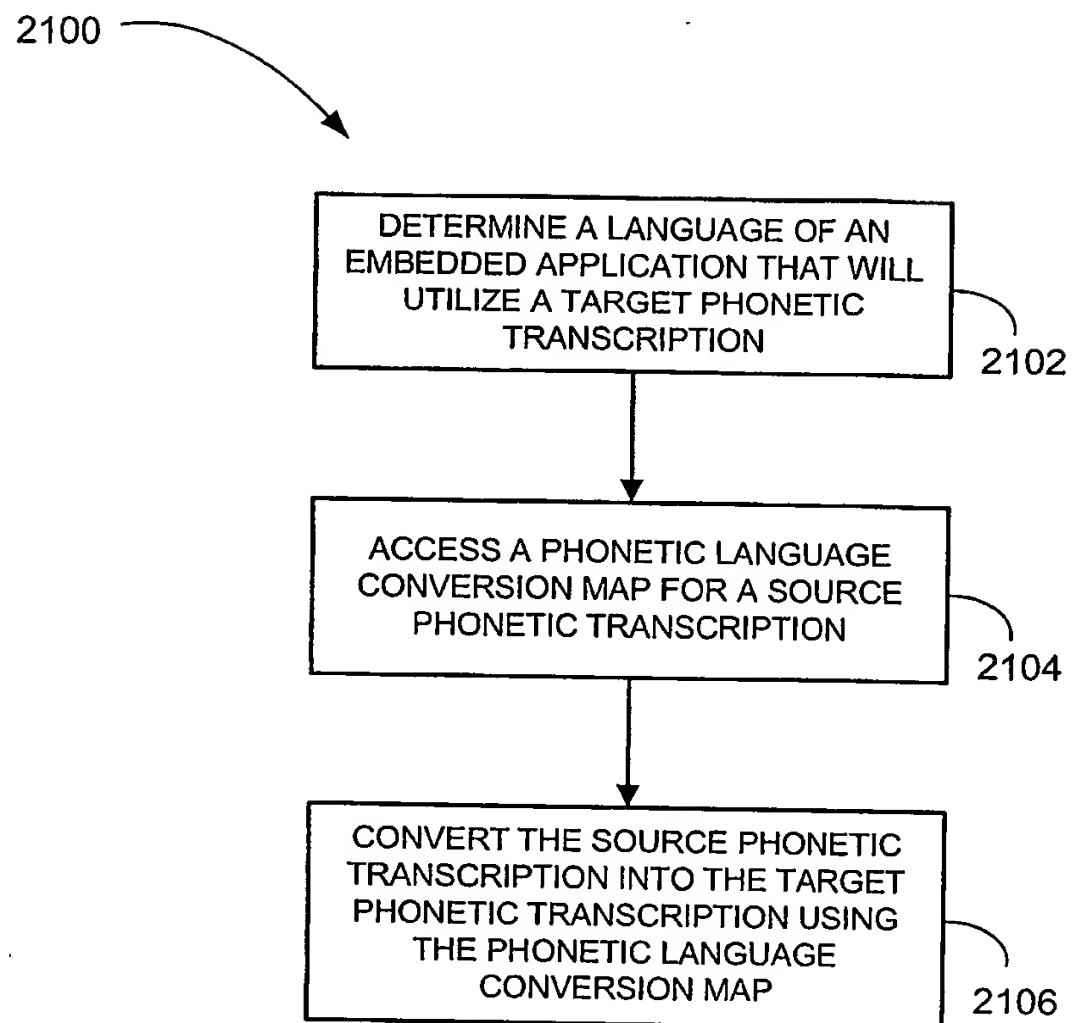 2100
DETERMINE A LANGUAGE OF AN
EMBEDDED APPLICATION THAT WILL
UTILIZE A TARGET PHONETIC
TRANSCRIPTION
2102
ACCESS A PHONETIC LANGUAGE
CONVERSION MAP FOR A SOURCE
PHONETIC TRANSCRIPTION
2104
CONVERT THE SOURCE PHONETIC
TRANSCRIPTION INTO THE TARGET
PHONETIC TRANSCRIPTION USING
THE PHONETIC LANGUAGE
CONVERSION MAP
2106